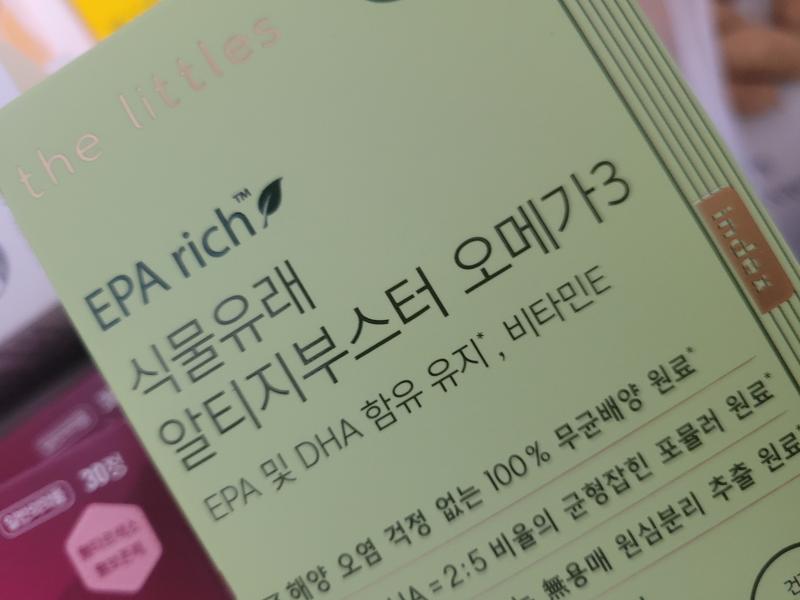 the littles
EPA rich™
식물유래
알티지부스터 오메가3
EPA 및 DHA 함유 유지*, 비타민E
해양 오염 걱정 없는 100% 무균배양 원료*
HA = 2:5 비율의 균형잡힌 포뮬러 원료*
는 無용매 원심분리 추출 원료*
30정